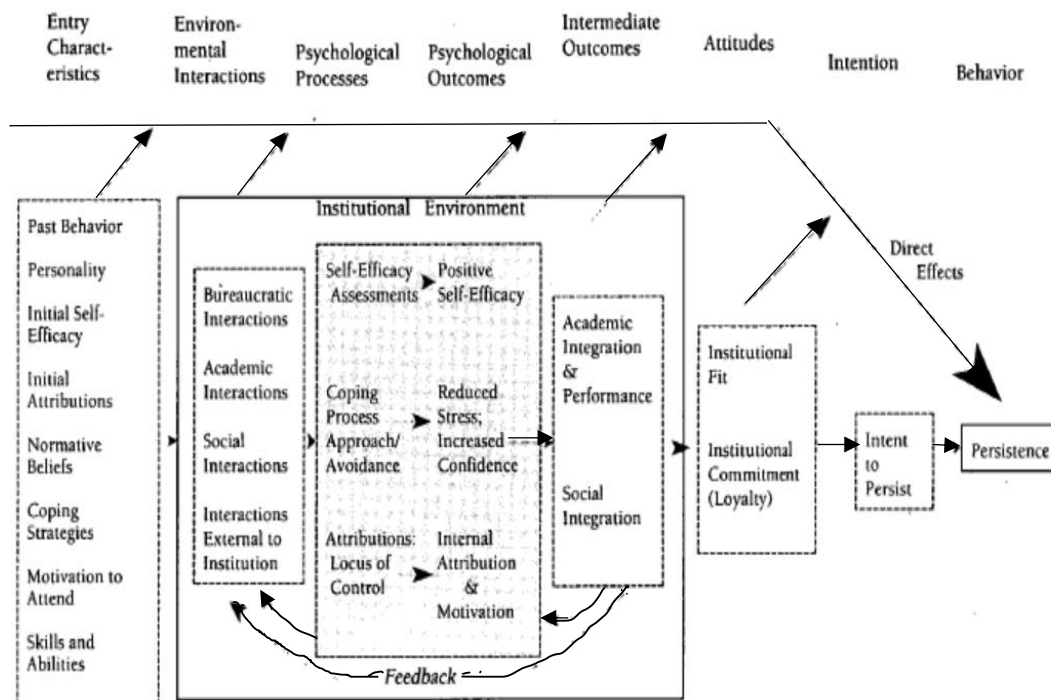 Entry
Charact-
eristics
Environ-
mental
Interactions
Psychological
Processes
Psychological
Outcomes
Intermediate
Outcomes
Attitudes
Intention
Behavior
Direct
Effects
Past Behavior
Personality
Initial Self-
Efficacy
Initial
Attributions
Normative
Beliefs
Coping
Strategies
Motivation to
Attend
Skills and
Abilities
Institutional Environment
Bureaucratic
Interactions
Academic
Interactions
Social
Interactions
Interactions
External to
Institution
Self-Efficacy
Assessments
Positive
Self-Efficacy
Coping
Process
Approach/
Avoidance
Reduced
Stress;
Increased
Confidence
Attributions:
Locus of
Control
Internal
Attribution
&
Motivation
Academic
Integration
&
Performance
Social
Integration
Feedback
Institutional
Fit
Institutional
Commitment
(Loyalty)
Intent
to
Persist
Persistence